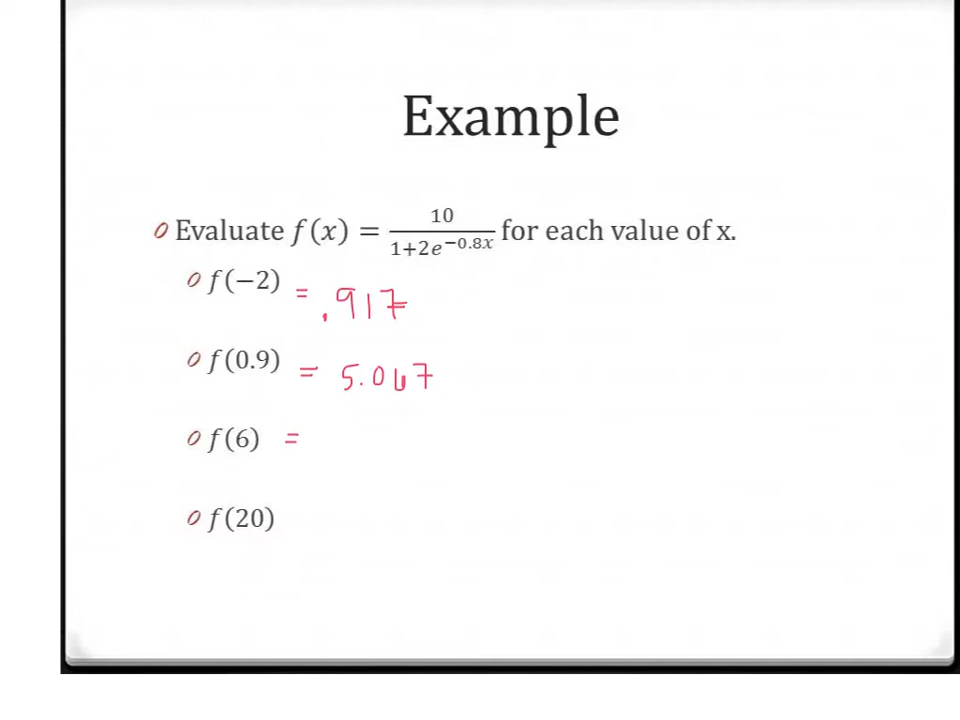 Example
Evaluate f(x) = 10/(1+2e^−0.8x) for each value of x.
f(−2) = .917
f(0.9) = 5.067
f(6) =
f(20)